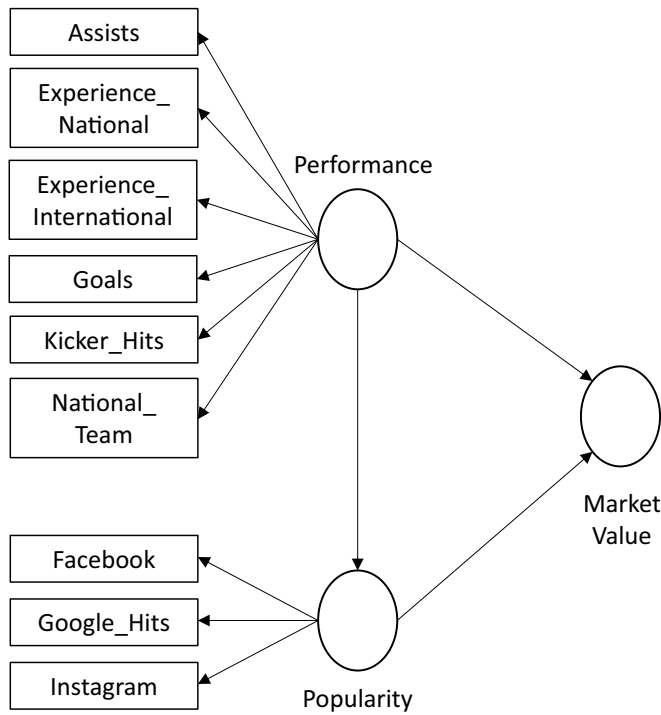 Assists
Experience_
National
Performance
Experience_
International
Goals
Kicker_Hits
National_
Team
Market
Value
Facebook
Google_Hits
Instagram
Popularity